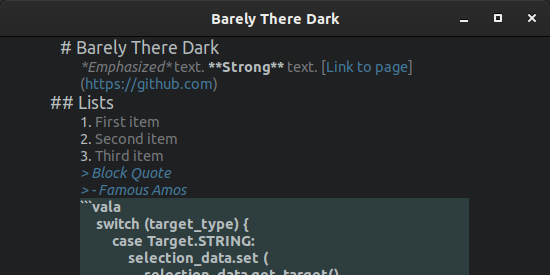 Barely There Dark
# Barely There Dark
*Emphasized* text. **Strong** text. [Link to page]
(https://github.com)
## Lists
1. First item
2. Second item
3. Third item
> Block Quote
> - Famous Amos
```vala
switch (target_type) {
case Target.STRING:
selection_data.set (
selection_data.get_target()